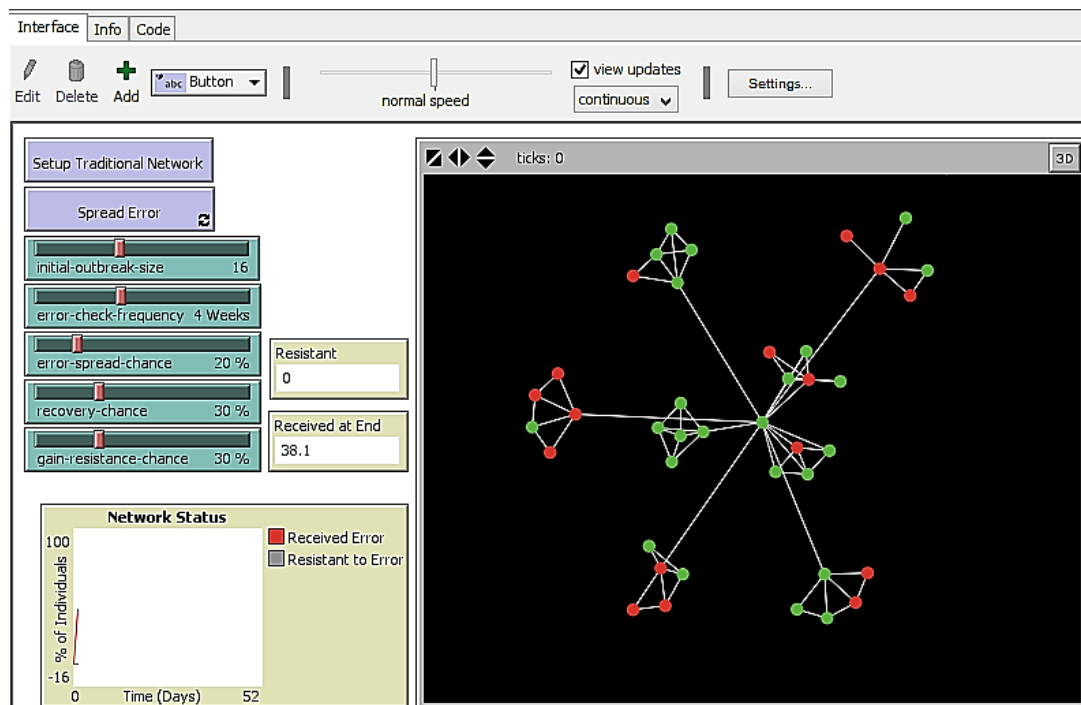 Interface Info Code
Edit Delete Add
abc Button
normal speed
view updates
continuous
Settings...
Setup Traditional Network
Spread Error
initial-outbreak-size 16
error-check-frequency 4 Weeks
error-spread-chance 20 %
recovery-chance 30 %
gain-resistance-chance 30 %
Resistant
0
Received at End
38.1
Network Status
100
% of Individuals
-16
0 Time (Days) 52
Received Error
Resistant to Error
ticks: 0
3D